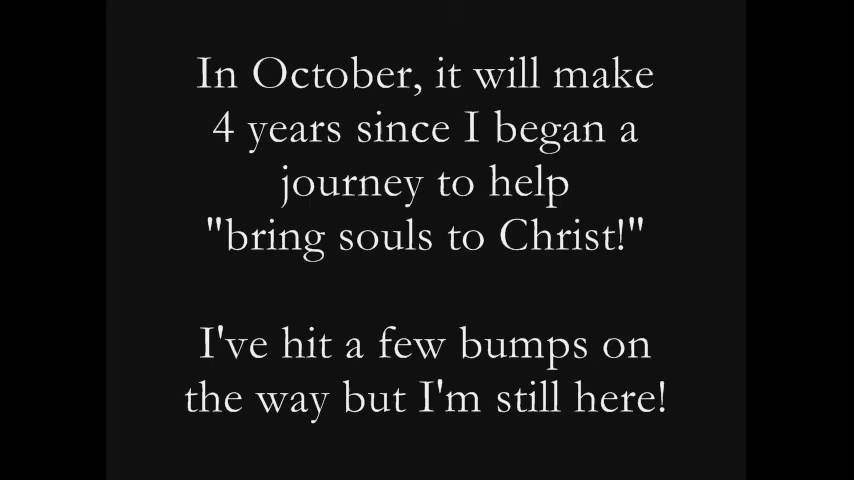 In October, it will make
4 years since I began a
journey to help
"bring souls to Christ!"
I've hit a few bumps on
the way but I'm still here!